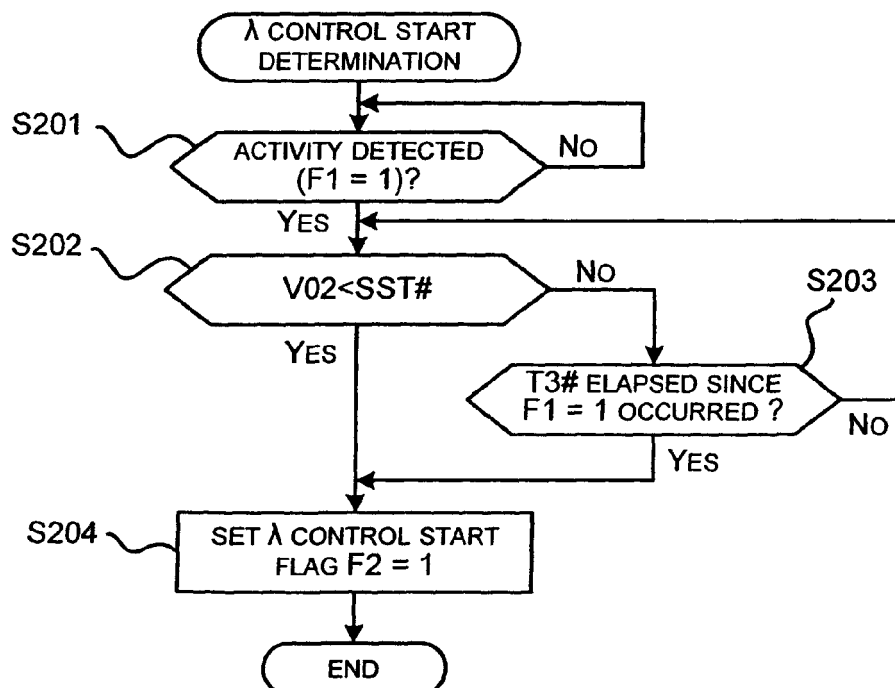 λ CONTROL START
DETERMINATION
S201
ACTIVITY DETECTED
(F1 = 1)?
NO
YES
S202
V02<SST#
NO
S203
YES
T3# ELAPSED SINCE
F1 = 1 OCCURRED ?
NO
YES
S204
SET λ CONTROL START
FLAG F2 = 1
END